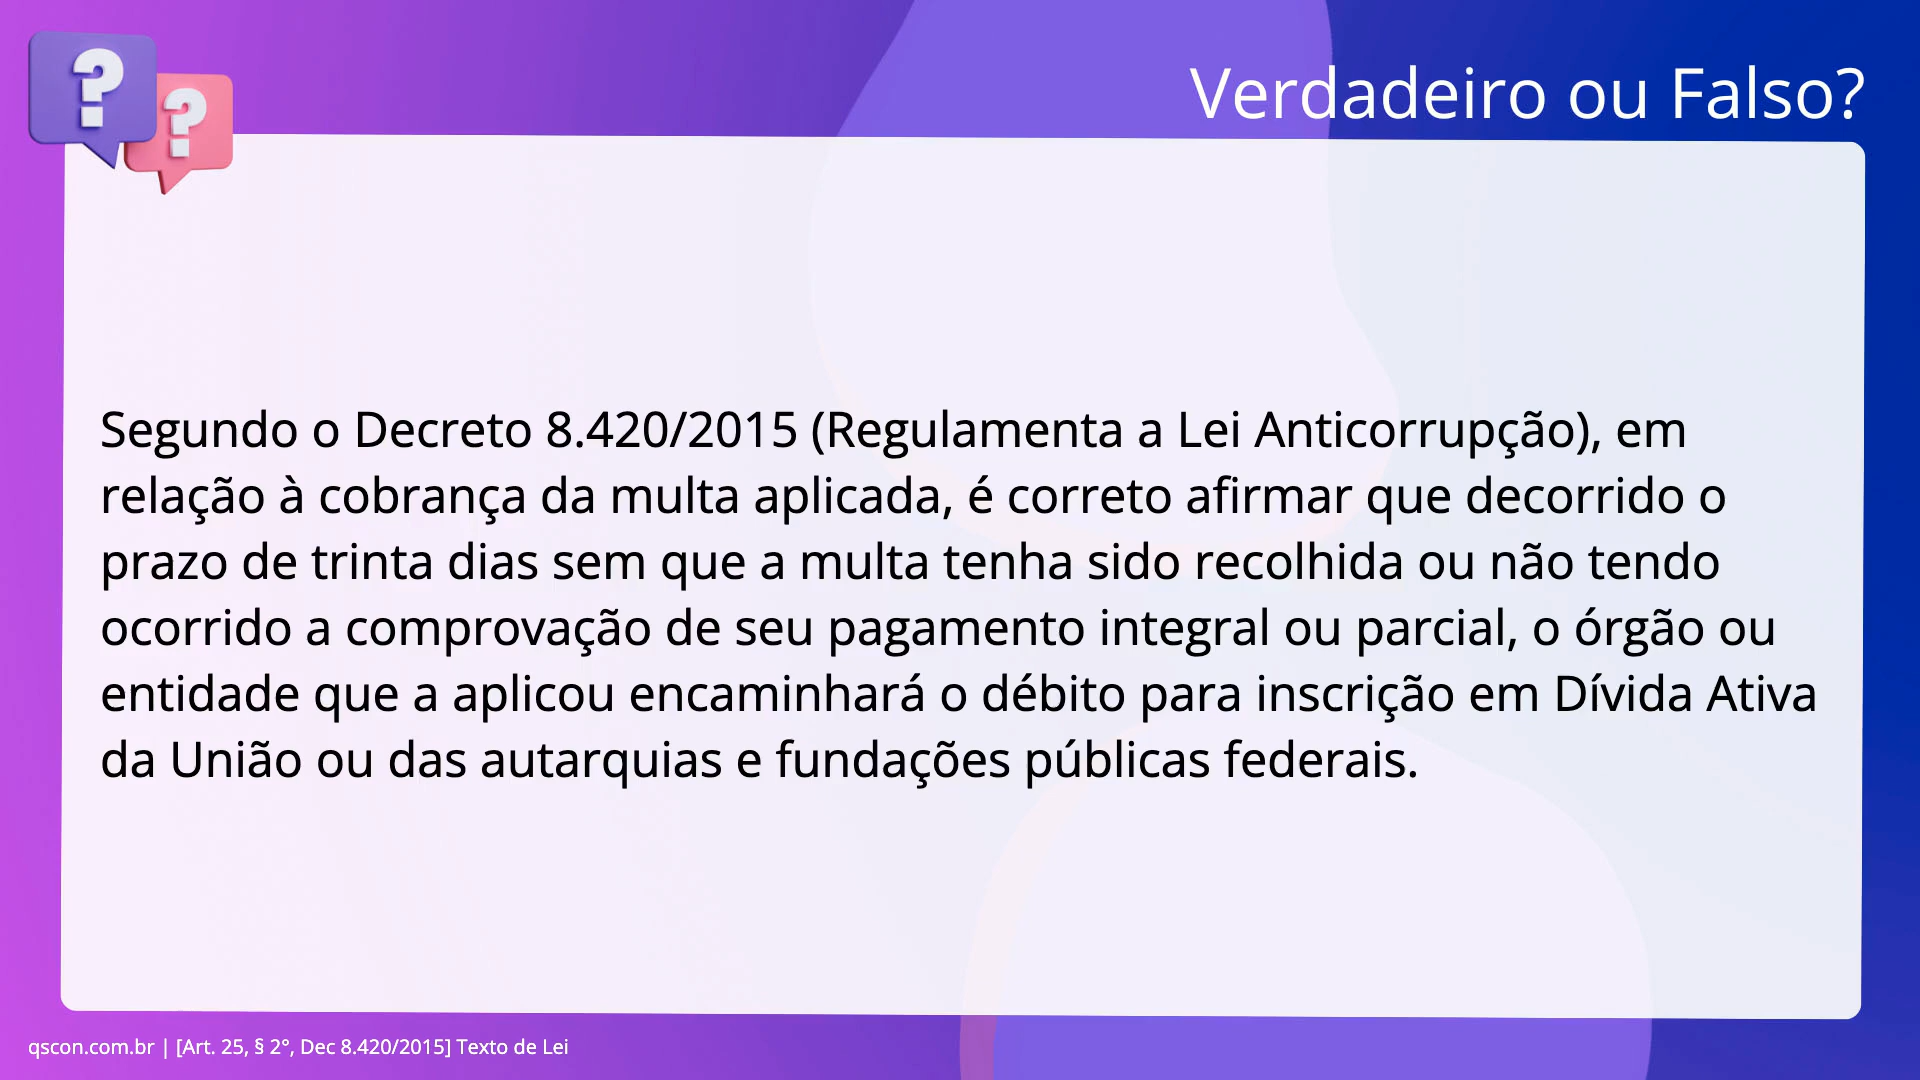 ?
?
Verdadeiro ou Falso?
Segundo o Decreto 8.420/2015 (Regulamenta a Lei Anticorrupção), em
relação à cobrança da multa aplicada, é correto afirmar que decorrido o
prazo de trinta dias sem que a multa tenha sido recolhida ou não tendo
ocorrido a comprovação de seu pagamento integral ou parcial, o órgão ou
entidade que a aplicou encaminhará o débito para inscrição em Dívida Ativa
da União ou das autarquias e fundações públicas federais.
qscon.com.br | [Art. 25, § 2°, Dec 8.420/2015] Texto de Lei